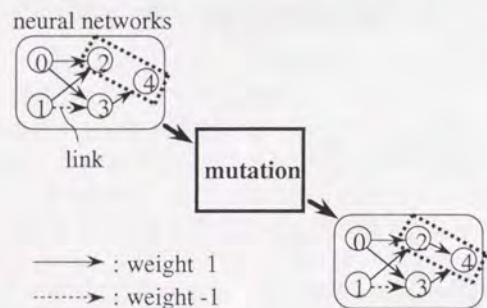 neural networks
0 2
4
1 3
link
mutation
0 2
4
1 3
: weight 1
: weight -1